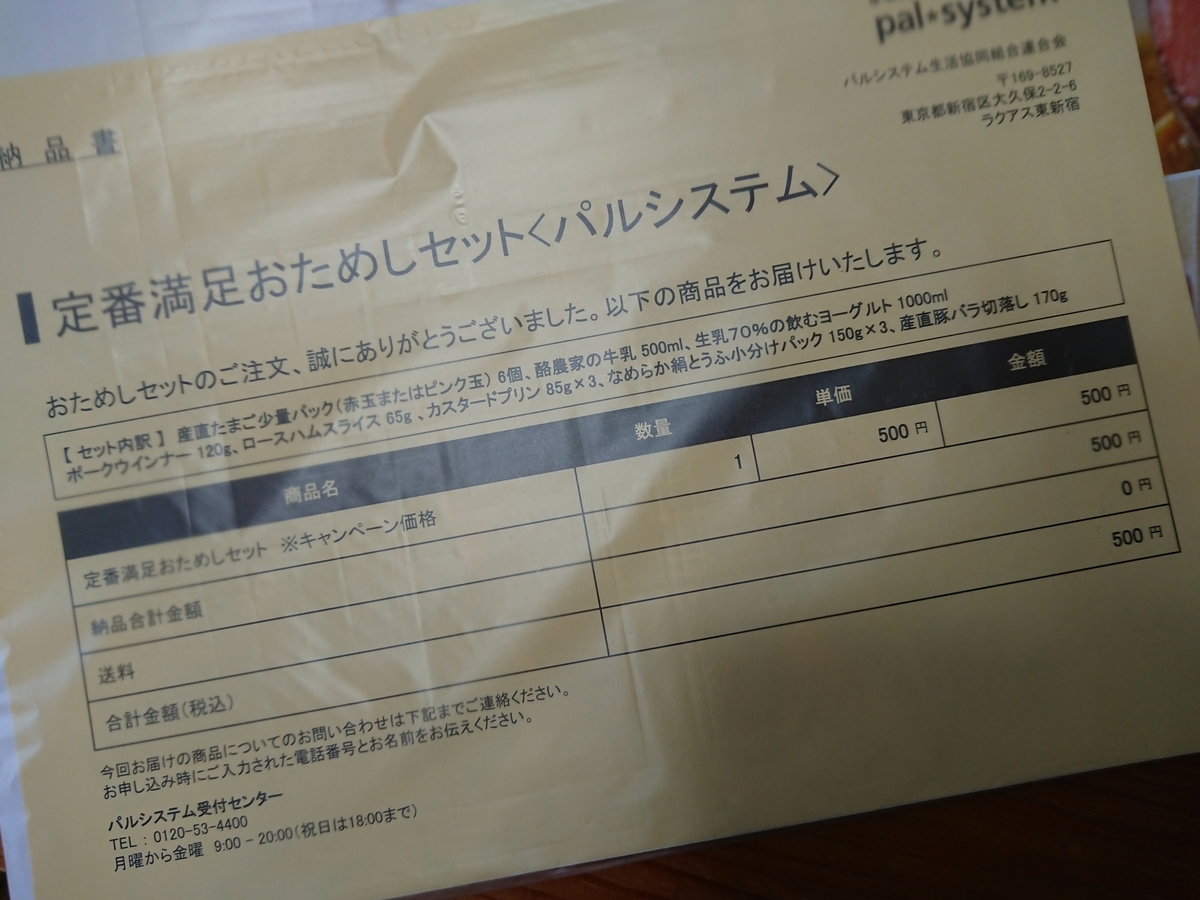 pal*system
パルシステム生活協同組合連合会
〒169-8527
東京都新宿区大久保2-2-6
ラクアス東新宿
納 品 書
定番満足おためしセット<パルシステム>
おためしセットのご注文、誠にありがとうございました。以下の商品をお届けいたします。
【 セット内訳 】 産直たまご少量パック(赤玉またはピンク玉) 6個、酪農家の牛乳 500ml、生乳70%の飲むヨーグルト 1000ml
ポークウインナー 120g、ロースハムスライス 65g 、カスタードプリン 85g×3、なめらか絹とうふ小分けパック 150g×3、産直豚バラ切落し 170g
商品名 数量 単価 金額
定番満足おためしセット ※キャンペーン価格 1 500 円 500 円
納品合計金額 500 円
送料 0 円
合計金額(税込) 500 円
今回お届けの商品についてのお問い合わせは下記までご連絡ください。
お申し込み時にご入力された電話番号とお名前をお伝えください。
パルシステム受付センター
TEL : 0120-53-4400
月曜から金曜 9:00 - 20:00(祝日は18:00まで)